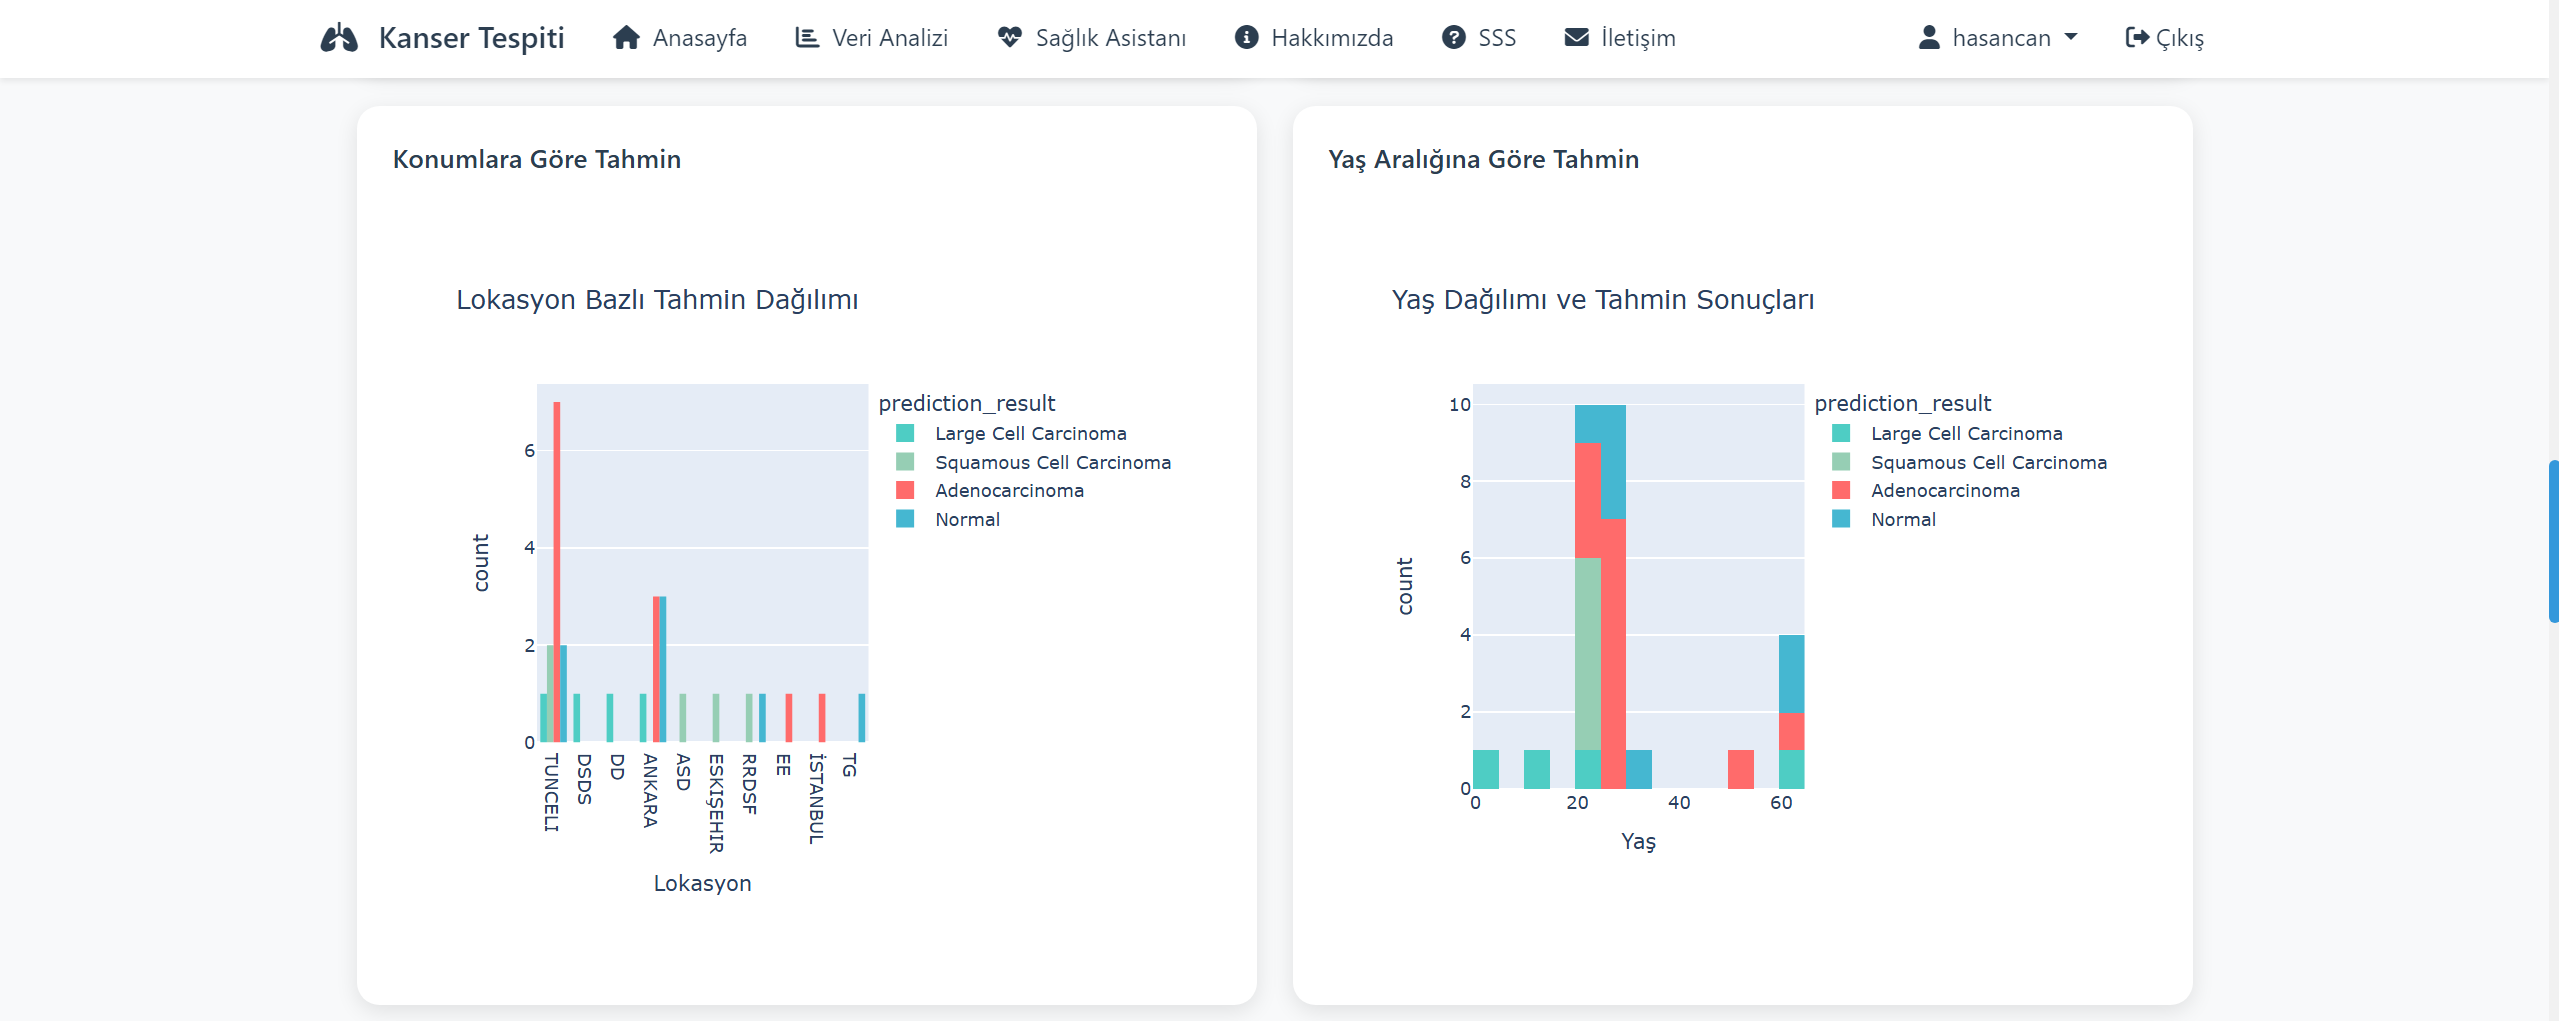 Kanser Tespiti Anasayfa Veri Analizi Sağlık Asistanı Hakkımızda SSS İletişim hasancan Çıkış
Konumlara Göre Tahmin
Lokasyon Bazlı Tahmin Dağılımı
prediction_result
Large Cell Carcinoma
Squamous Cell Carcinoma
Adenocarcinoma
Normal
count
6
4
2
0
TUNCELI DSDS DD ANKARA ASD ESKIŞEHIR RRDSF EE İSTANBUL TG
Lokasyon
Yaş Aralığına Göre Tahmin
Yaş Dağılımı ve Tahmin Sonuçları
prediction_result
Large Cell Carcinoma
Squamous Cell Carcinoma
Adenocarcinoma
Normal
count
10
8
6
4
2
0
0 20 40 60
Yaş